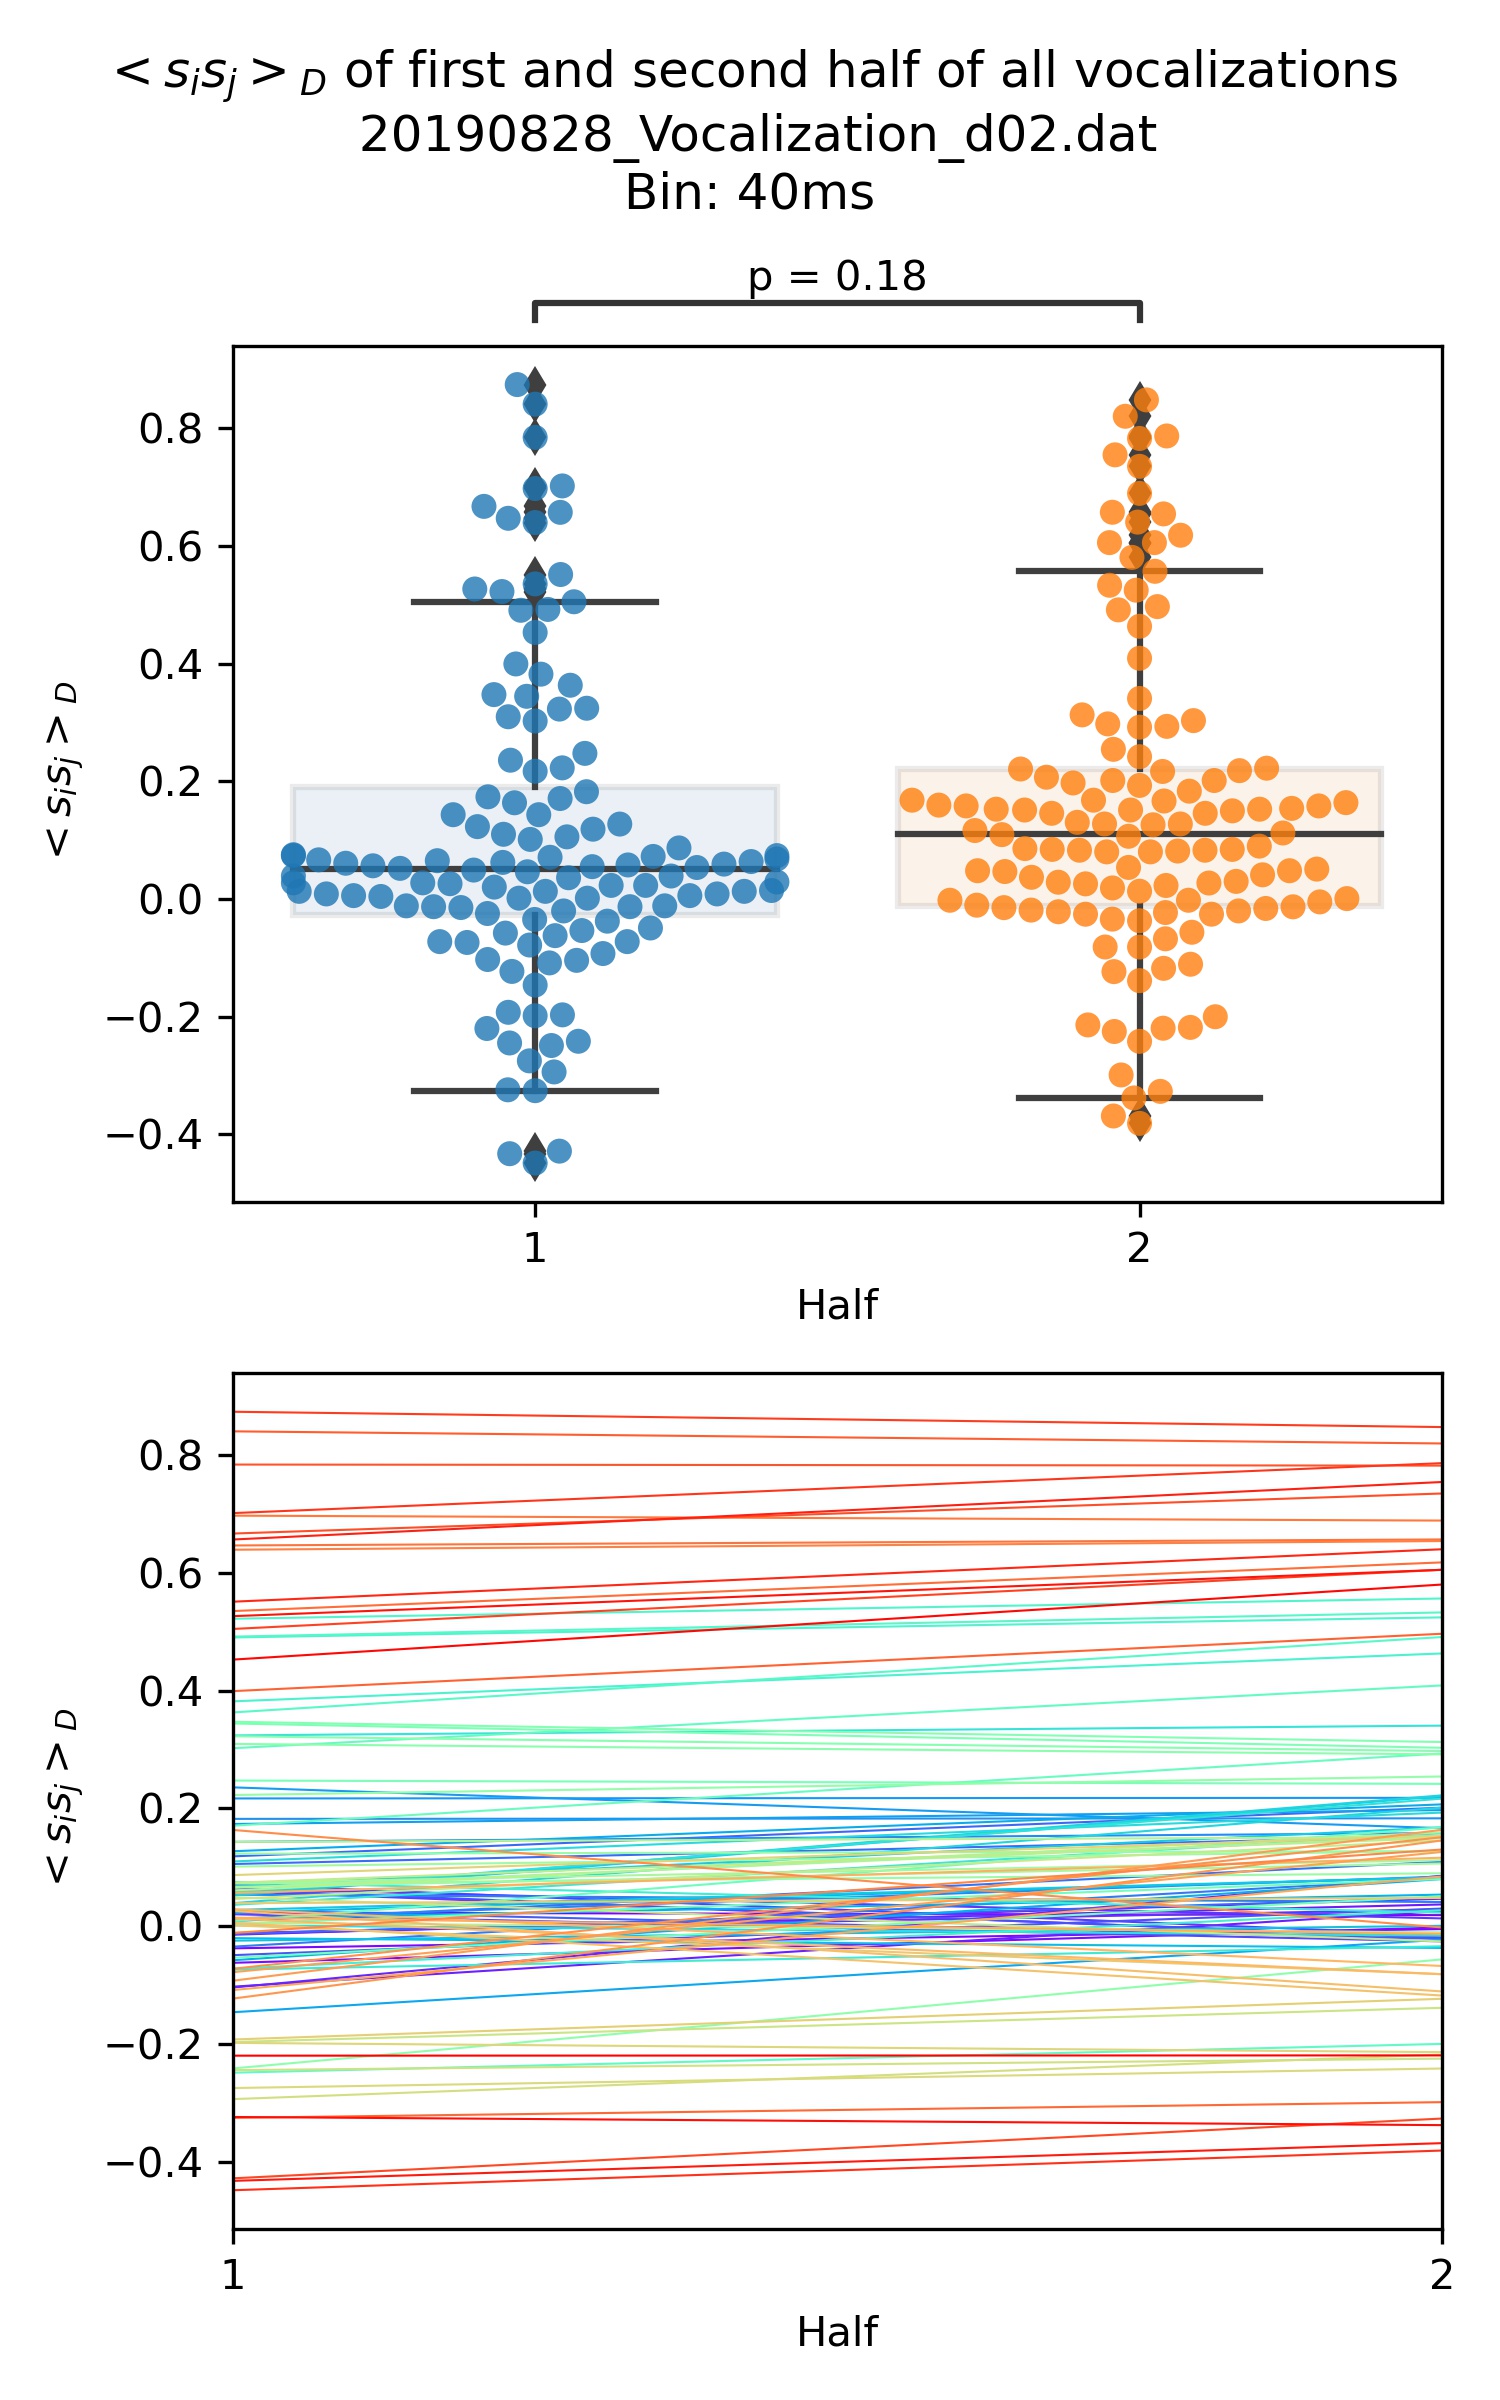 < s_i s_j >_D of first and second half of all vocalizations
20190828_Vocalization_d02.dat
Bin: 40ms
p = 0.18
< s_i s_j >_D
0.8
0.6
0.4
0.2
0.0
−0.2
−0.4
1 2
Half
< s_i s_j >_D
0.8
0.6
0.4
0.2
0.0
−0.2
−0.4
1 2
Half